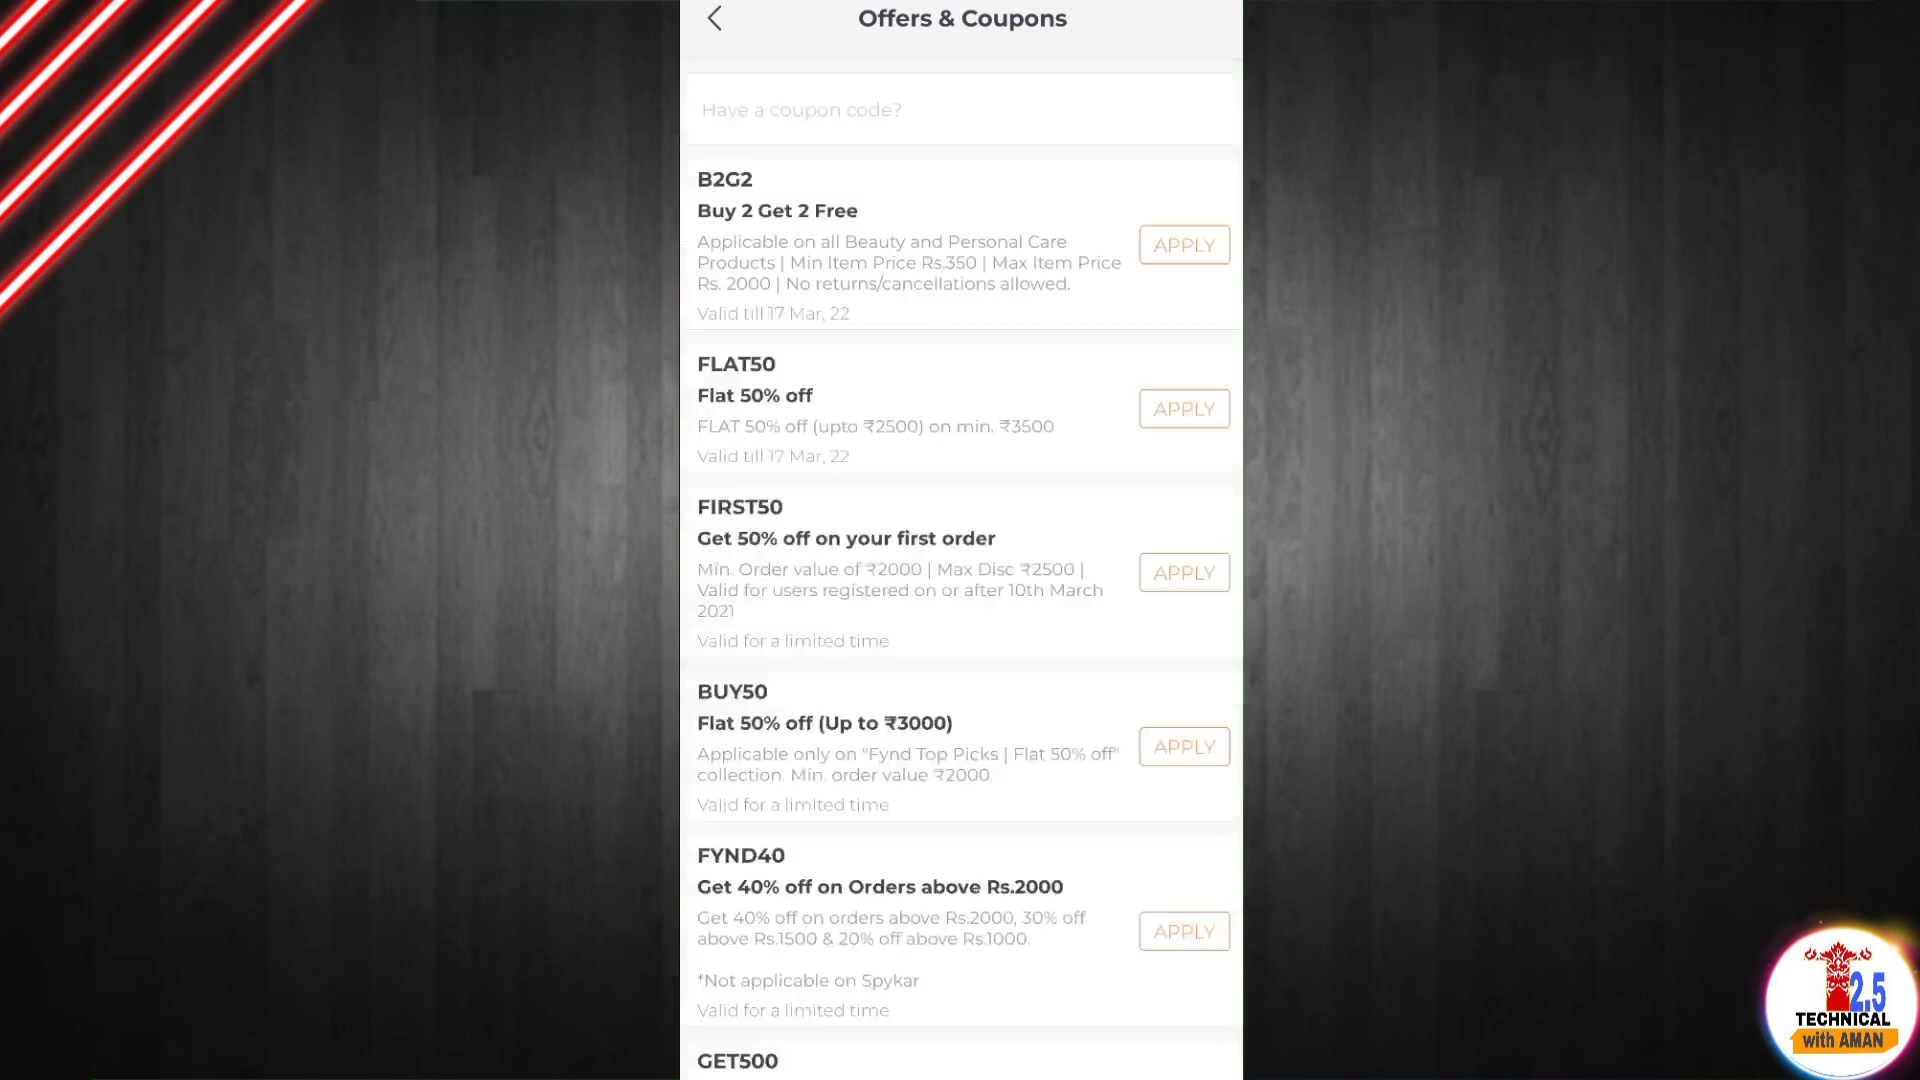 Offers & Coupons
Have a coupon code?
B2G2
Buy 2 Get 2 Free
Applicable on all Beauty and Personal Care
Products | Min Item Price Rs.350 | Max Item Price
Rs. 2000 | No returns/cancellations allowed.
Valid till 17 Mar, 22
APPLY
FLAT50
Flat 50% off
FLAT 50% off (upto ₹2500) on min. ₹3500
Valid till 17 Mar, 22
APPLY
FIRST50
Get 50% off on your first order
Min. Order value of ₹2000 | Max Disc ₹2500 |
Valid for users registered on or after 10th March
2021
Valid for a limited time
APPLY
BUY50
Flat 50% off (Up to ₹3000)
Applicable only on "Fynd Top Picks | Flat 50% off"
collection. Min. order value ₹2000.
Valid for a limited time
APPLY
FYND40
Get 40% off on Orders above Rs.2000
Get 40% off on orders above Rs.2000, 30% off
above Rs.1500 & 20% off above Rs.1000.
*Not applicable on Spykar
Valid for a limited time
APPLY
GET500
2.5
TECHNICAL
with AMAN